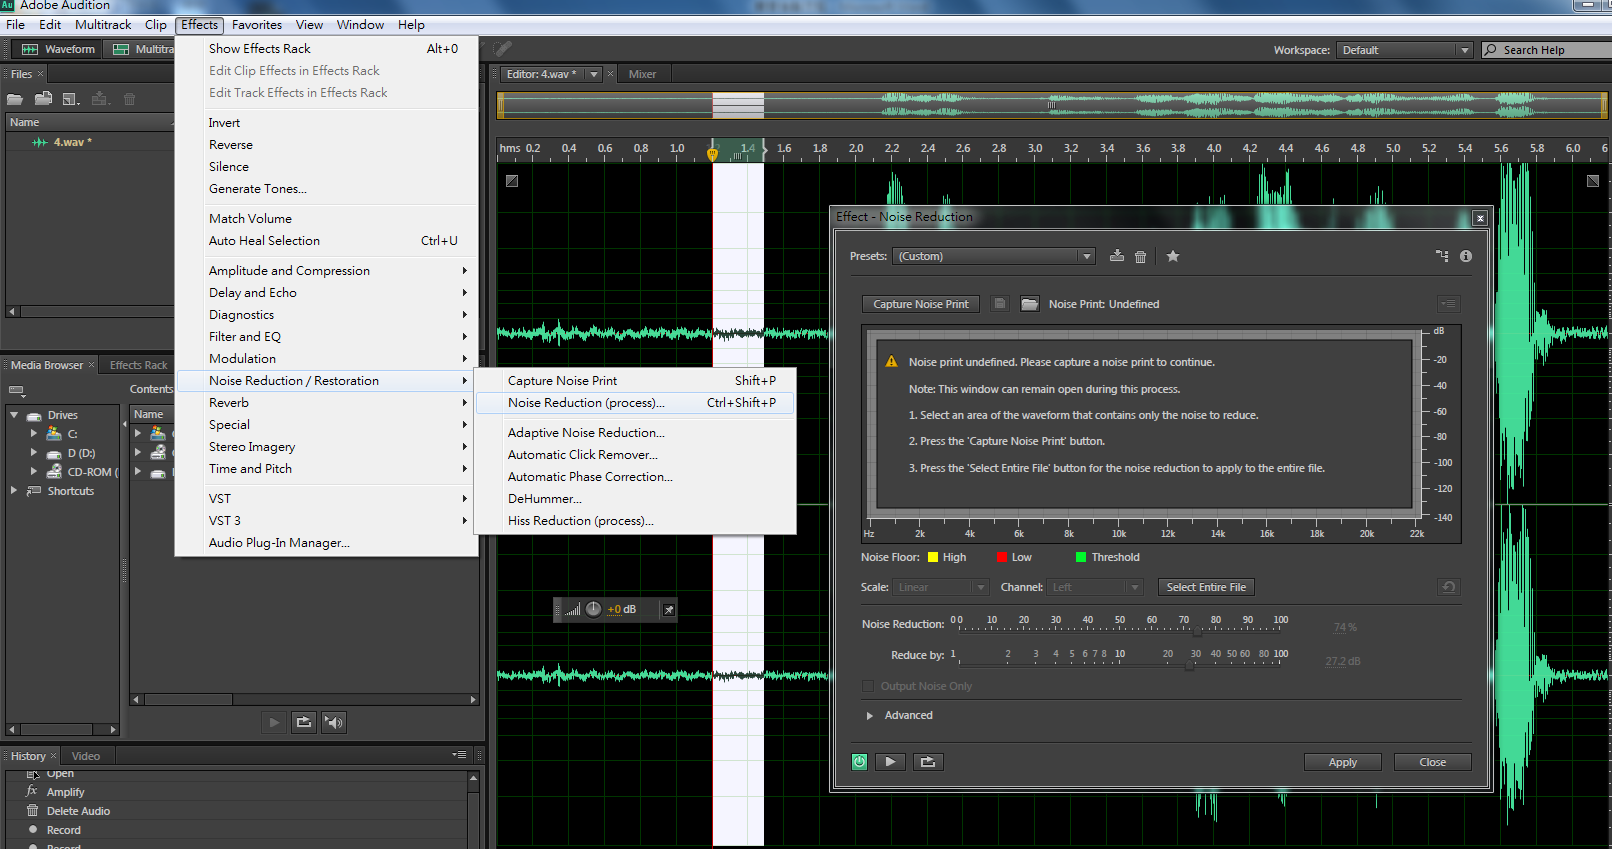 Au Adobe Audition
File Edit Multitrack Clip Effects Favorites View Window Help
Waveform Multitra
Workspace: Default Search Help
Files ×
Name
4.wav *
Show Effects Rack Alt+0
Edit Clip Effects in Effects Rack
Edit Track Effects in Effects Rack
Invert
Reverse
Silence
Generate Tones...
Match Volume
Auto Heal Selection Ctrl+U
Amplitude and Compression
Delay and Echo
Diagnostics
Filter and EQ
Modulation
Noise Reduction / Restoration
Reverb
Special
Stereo Imagery
Time and Pitch
VST
VST 3
Audio Plug-In Manager...
Capture Noise Print Shift+P
Noise Reduction (process)... Ctrl+Shift+P
Adaptive Noise Reduction...
Automatic Click Remover...
Automatic Phase Correction...
DeHummer...
Hiss Reduction (process)...
Editor: 4.wav * × Mixer
hms 0.2 0.4 0.6 0.8 1.0 1.4 1.6 1.8 2.0 2.2 2.4 2.6 2.8 3.0 3.2 3.4 3.6 3.8 4.0 4.2 4.4 4.6 4.8 5.0 5.2 5.4 5.6 5.8 6.0 6
Effect - Noise Reduction
Presets: (Custom)
Capture Noise Print Noise Print: Undefined
Noise print undefined. Please capture a noise print to continue.
Note: This window can remain open during this process.
1. Select an area of the waveform that contains only the noise to reduce.
2. Press the 'Capture Noise Print' button.
3. Press the 'Select Entire File' button for the noise reduction to apply to the entire file.
dB
-20
-40
-60
-80
-100
-120
-140
Hz 2k 4k 6k 8k 10k 12k 14k 16k 18k 20k 22k
Noise Floor: High Low Threshold
Scale: Linear Channel: Left Select Entire File
Noise Reduction: 0 0 10 20 30 40 50 60 70 80 90 100 74 %
Reduce by: 1 2 3 4 5 6 7 8 10 20 30 40 50 60 80 100 27.2 dB
Output Noise Only
Advanced
Apply Close
+0 dB
Media Browser × Effects Rack
Contents
Drives Name
C:
D (D:)
CD-ROM (
Shortcuts
History × Video
Open
fx Amplify
Delete Audio
Record
Record